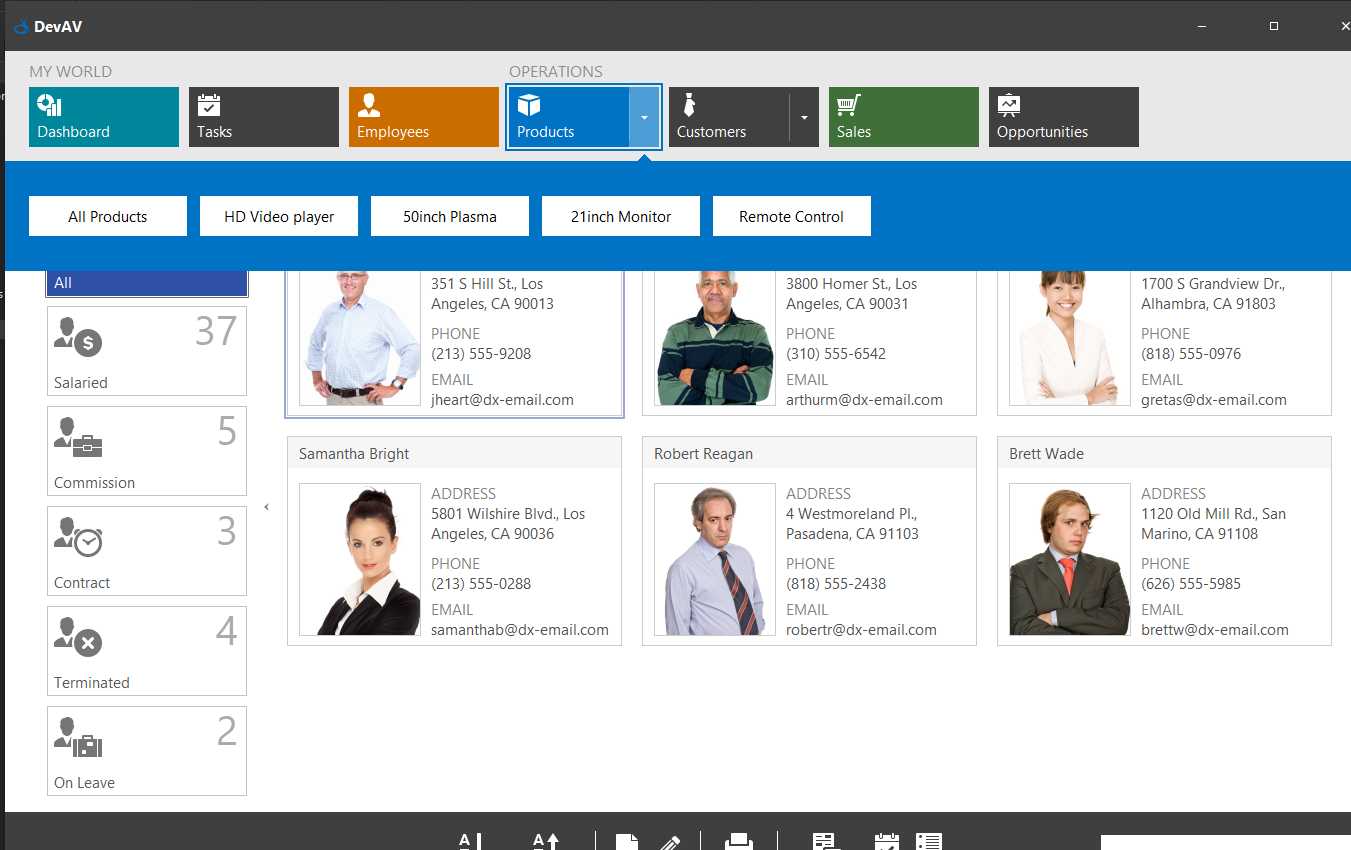 DevAV
MY WORLD
OPERATIONS
Dashboard
Tasks
Employees
Products
Customers
Sales
Opportunities
All Products
HD Video player
50inch Plasma
21inch Monitor
Remote Control
All
37
Salaried
5
Commission
3
Contract
4
Terminated
2
On Leave
351 S Hill St., Los
Angeles, CA 90013
PHONE
(213) 555-9208
EMAIL
jheart@dx-email.com
3800 Homer St., Los
Angeles, CA 90031
PHONE
(310) 555-6542
EMAIL
arthurm@dx-email.com
1700 S Grandview Dr.,
Alhambra, CA 91803
PHONE
(818) 555-0976
EMAIL
gretas@dx-email.com
Samantha Bright
ADDRESS
5801 Wilshire Blvd., Los
Angeles, CA 90036
PHONE
(213) 555-0288
EMAIL
samanthab@dx-email.com
Robert Reagan
ADDRESS
4 Westmoreland Pl.,
Pasadena, CA 91103
PHONE
(818) 555-2438
EMAIL
robertr@dx-email.com
Brett Wade
ADDRESS
1120 Old Mill Rd., San
Marino, CA 91108
PHONE
(626) 555-5985
EMAIL
brettw@dx-email.com